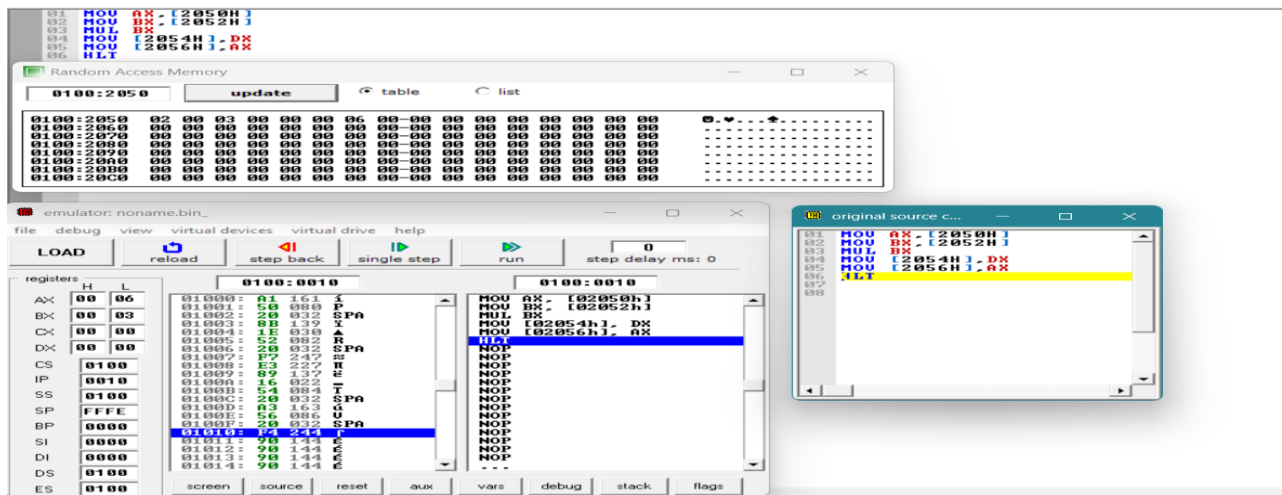 01 MOV AX,[2050H]
02 MOV BX,[2052H]
03 MUL BX
04 MOV [2054H],DX
05 MOV [2056H],AX
06 HLT
Random Access Memory
0100:2050 update table list
0100:2050 02 00 03 00 00 00 06 00-00 00 00 00 00 00 00 00
0100:2060 00 00 00 00 00 00 00 00-00 00 00 00 00 00 00 00
0100:2070 00 00 00 00 00 00 00 00-00 00 00 00 00 00 00 00
0100:2080 00 00 00 00 00 00 00 00-00 00 00 00 00 00 00 00
0100:2090 00 00 00 00 00 00 00 00-00 00 00 00 00 00 00 00
0100:20A0 00 00 00 00 00 00 00 00-00 00 00 00 00 00 00 00
0100:20B0 00 00 00 00 00 00 00 00-00 00 00 00 00 00 00 00
0100:20C0 00 00 00 00 00 00 00 00-00 00 00 00 00 00 00 00
emulator: noname.bin_
file debug view virtual devices virtual drive help
LOAD reload step back single step run 0
step delay ms: 0
registers H L
AX 00 06
BX 00 03
CX 00 00
DX 00 00
CS 0100
IP 0010
SS 0100
SP FFFE
BP 0000
SI 0000
DI 0000
DS 0100
ES 0100
0100:0010
01000: A1 161 í
01001: 50 080 P
01002: 20 032 SPA
01003: 8B 139 ï
01004: 1E 030 ▲
01005: 52 082 R
01006: 20 032 SPA
01007: F7 247 ≈
01008: E3 227 π
01009: 89 137 ë
0100A: 16 022 ▬
0100B: 54 084 T
0100C: 20 032 SPA
0100D: A3 163 ú
0100E: 56 086 V
0100F: 20 032 SPA
01010: F4 244 ⌠
01011: 90 144 É
01012: 90 144 É
01013: 90 144 É
01014: 90 144 É
0100:0010
MOV AX, [02050h]
MOV BX, [02052h]
MUL BX
MOV [02054h], DX
MOV [02056h], AX
HLT
NOP
NOP
NOP
NOP
NOP
NOP
NOP
NOP
NOP
NOP
NOP
NOP
NOP
NOP
...
screen source reset aux vars debug stack flags
original source c...
01 MOV AX,[2050H]
02 MOV BX,[2052H]
03 MUL BX
04 MOV [2054H],DX
05 MOV [2056H],AX
06 HLT
07
08